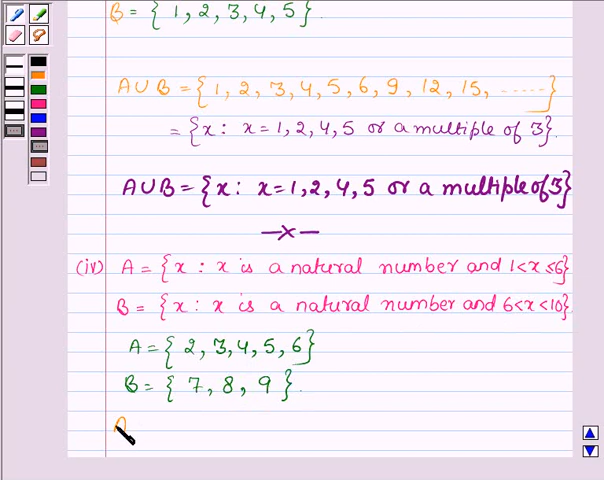 B = { 1, 2, 3, 4, 5 }.
A ∪ B = { 1, 2, 3, 4, 5, 6, 9, 12, 15, ...... }
= { x : x = 1, 2, 4, 5 or a multiple of 3 }.
A ∪ B = { x : x = 1, 2, 4, 5 or a multiple of 3 }
—x—
(iv) A = { x : x is a natural number and 1 < x ≤ 6 }
B = { x : x is a natural number and 6 < x < 10 }.
A = { 2, 3, 4, 5, 6 }
B = { 7, 8, 9 }.